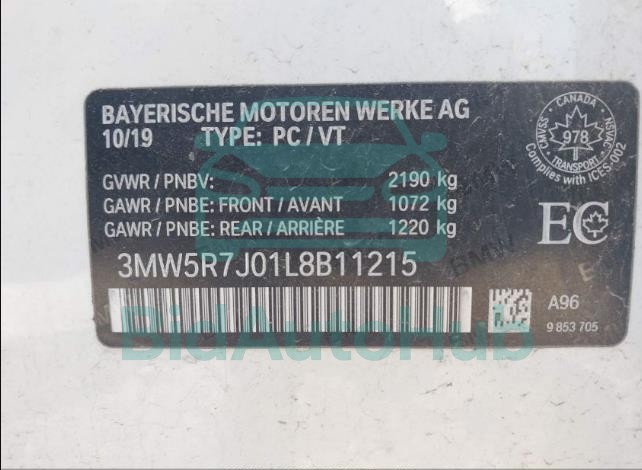 BAYERISCHE MOTOREN WERKE AG
10/19 TYPE: PC / VT
GVWR / PNBV: 2190 kg
GAWR / PNBE: FRONT / AVANT 1072 kg
GAWR / PNBE: REAR / ARRIÈRE 1220 kg
3MW5R7J01L8B11215
CANADA
CMVSS 978 NSVAC
TRANSPORT
Complies with ICES-002
EC
A96
9 853 705
BMW
BidAutoHub